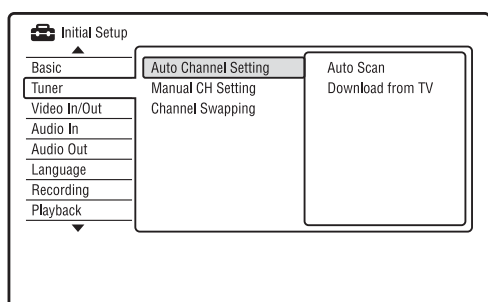 Initial Setup
Basic
Tuner
Video In/Out
Audio In
Audio Out
Language
Recording
Playback
Auto Channel Setting
Manual CH Setting
Channel Swapping
Auto Scan
Download from TV